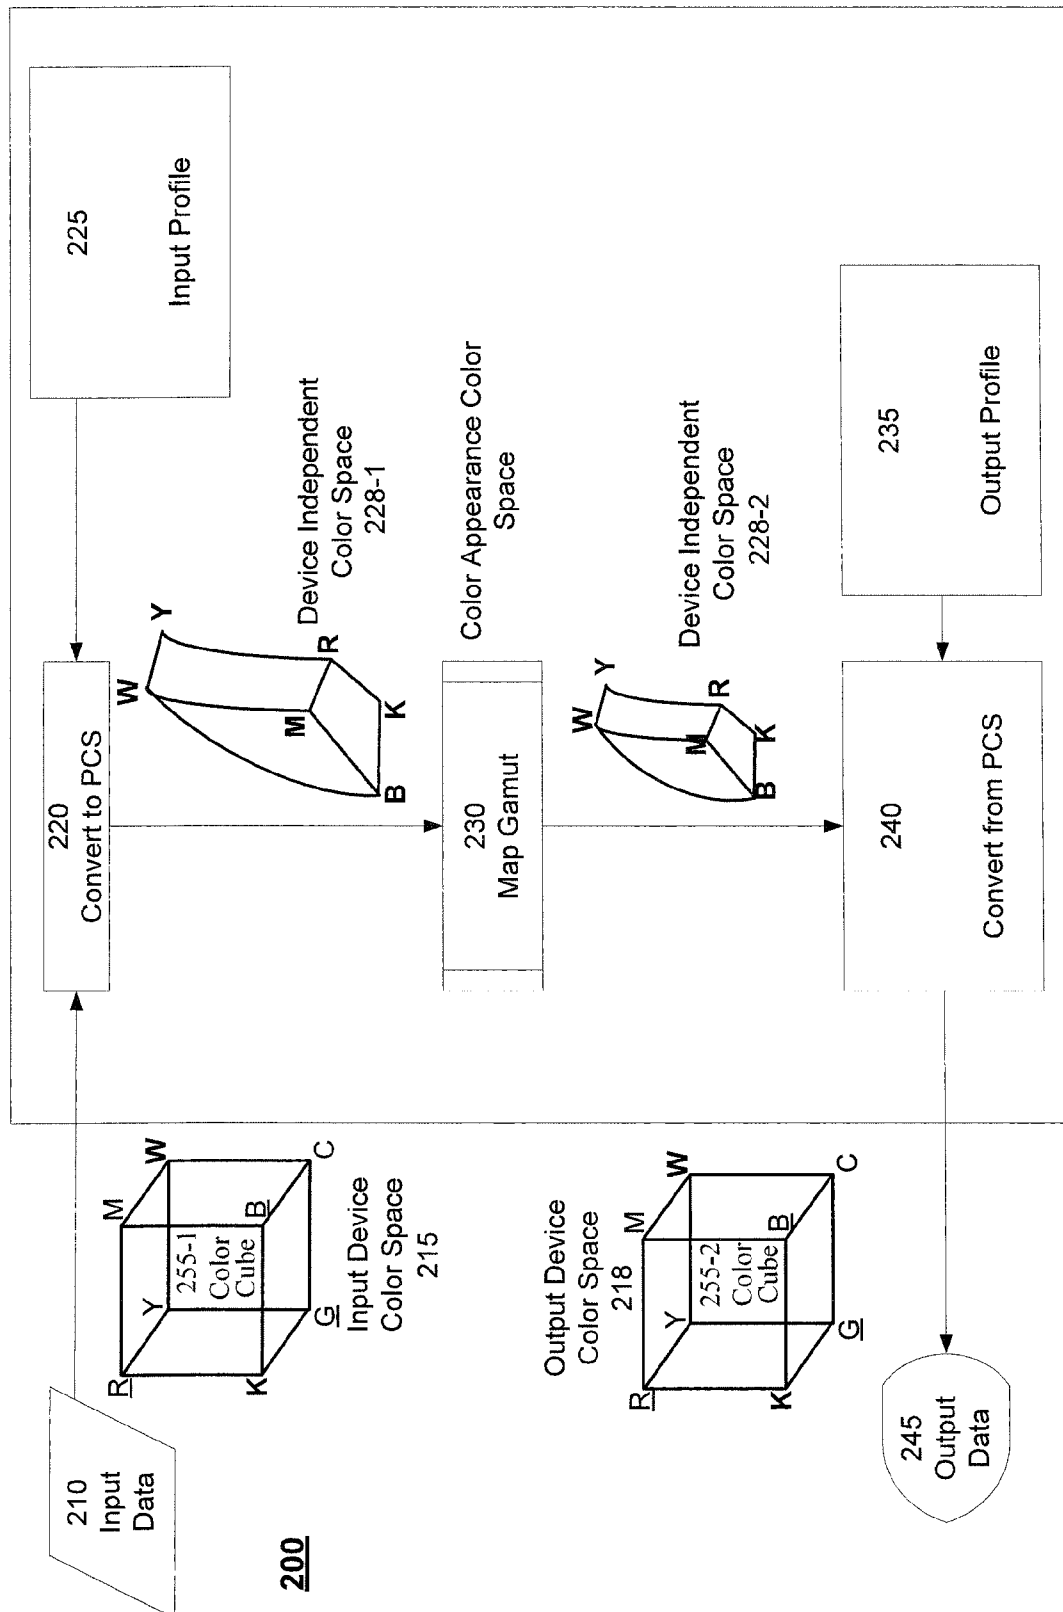 200
210
Input
Data
R
M
Y
W
255-1
Color
Cube
K
B
G
C
Input Device
Color Space
215
220
Convert to PCS
225
Input Profile
W
Y
M
R
B
K
Device Independent
Color Space
228-1
230
Map Gamut
Color Appearance Color
Space
W
Y
M
R
B
K
Device Independent
Color Space
228-2
Output Device
Color Space
218
R
M
Y
W
255-2
Color
Cube
K
B
G
C
245
Output
Data
240
Convert from PCS
235
Output Profile